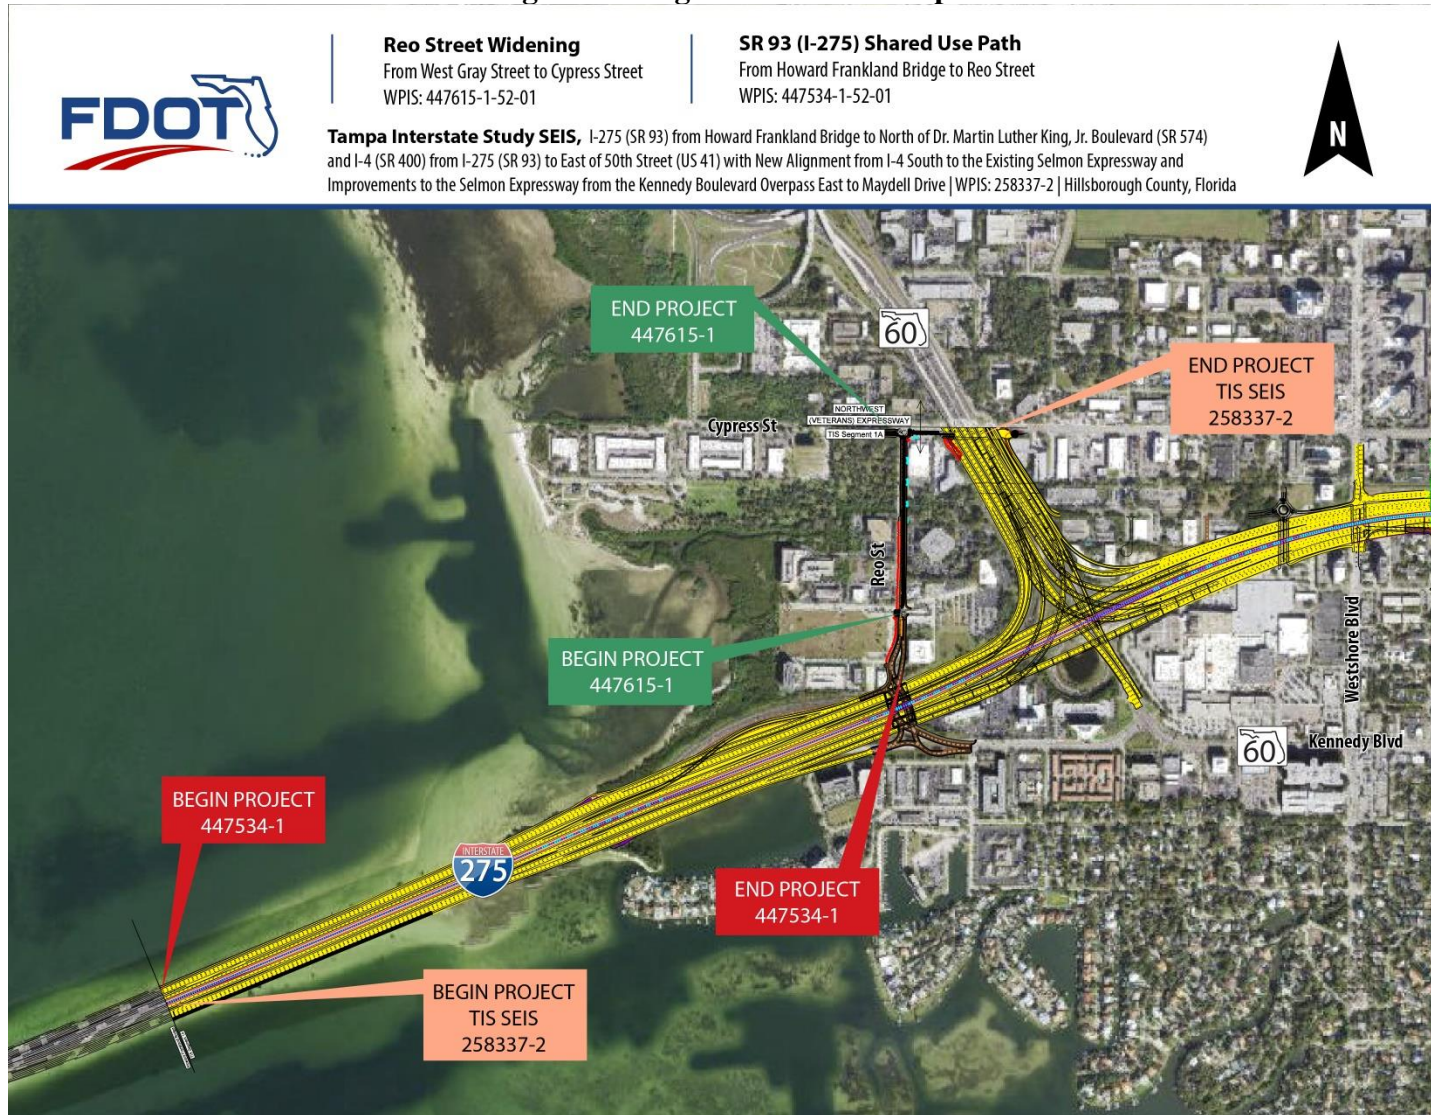 Reo Street Widening
From West Gray Street to Cypress Street
WPIS: 447615-1-52-01
SR 93 (I-275) Shared Use Path
From Howard Frankland Bridge to Reo Street
WPIS: 447534-1-52-01
FDOT
Tampa Interstate Study SEIS, I-275 (SR 93) from Howard Frankland Bridge to North of Dr. Martin Luther King, Jr. Boulevard (SR 574)
and I-4 (SR 400) from I-275 (SR 93) to East of 50th Street (US 41) with New Alignment from I-4 South to the Existing Selmon Expressway and
Improvements to the Selmon Expressway from the Kennedy Boulevard Overpass East to Maydell Drive | WPIS: 258337-2 | Hillsborough County, Florida
N
END PROJECT
447615-1
60
END PROJECT
TIS SEIS
258337-2
NORTHWEST
(VETERANS) EXPRESSWAY
TIS Segment 1A
Cypress St
Reo St
Westshore Blvd
BEGIN PROJECT
447615-1
60
Kennedy Blvd
BEGIN PROJECT
447534-1
INTERSTATE
275
END PROJECT
447534-1
BEGIN PROJECT
TIS SEIS
258337-2